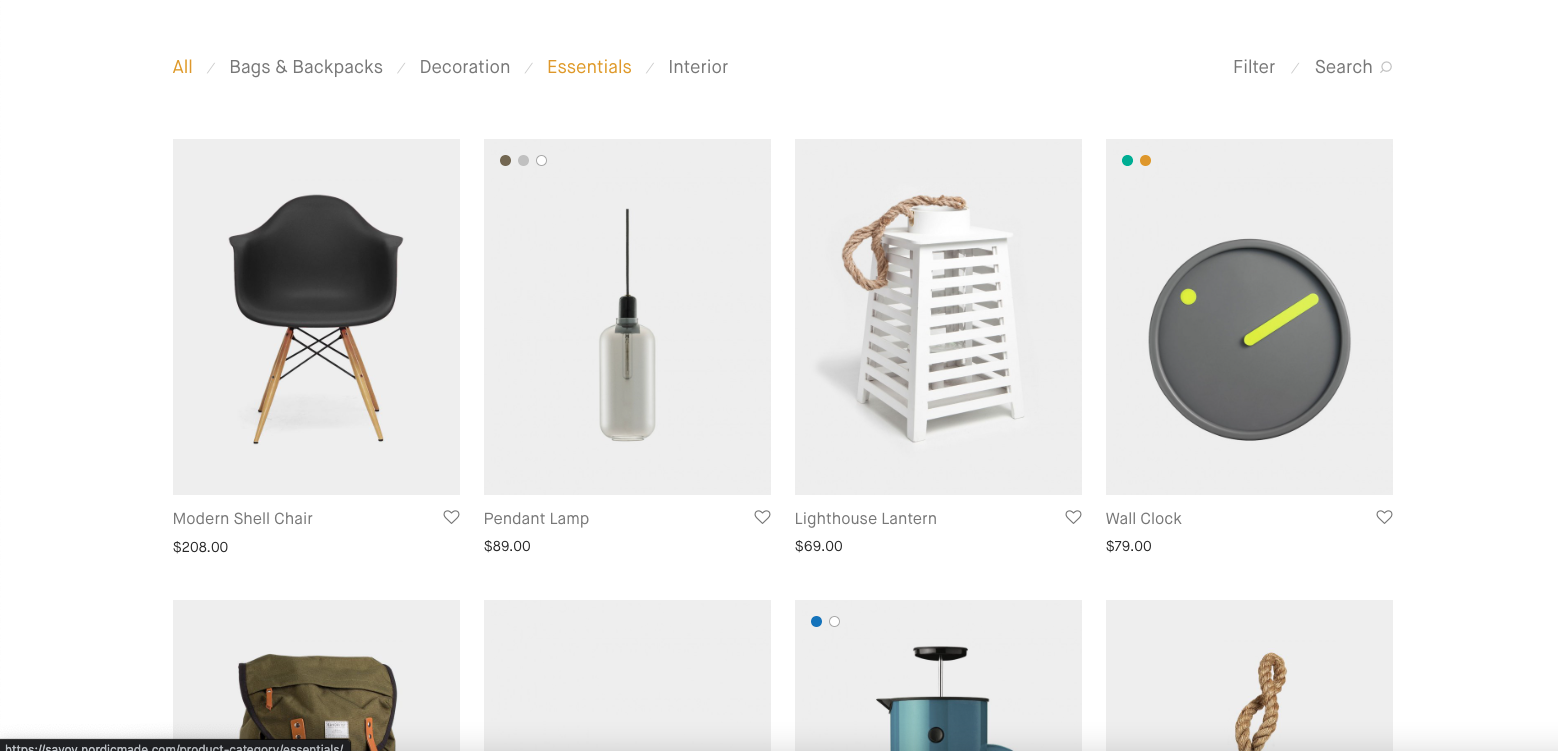 All / Bags & Backpacks / Decoration / Essentials / Interior
Filter / Search
Modern Shell Chair
$208.00
Pendant Lamp
$89.00
Lighthouse Lantern
$69.00
Wall Clock
$79.00
https://savoy.nordicmade.com/product-category/essentials/